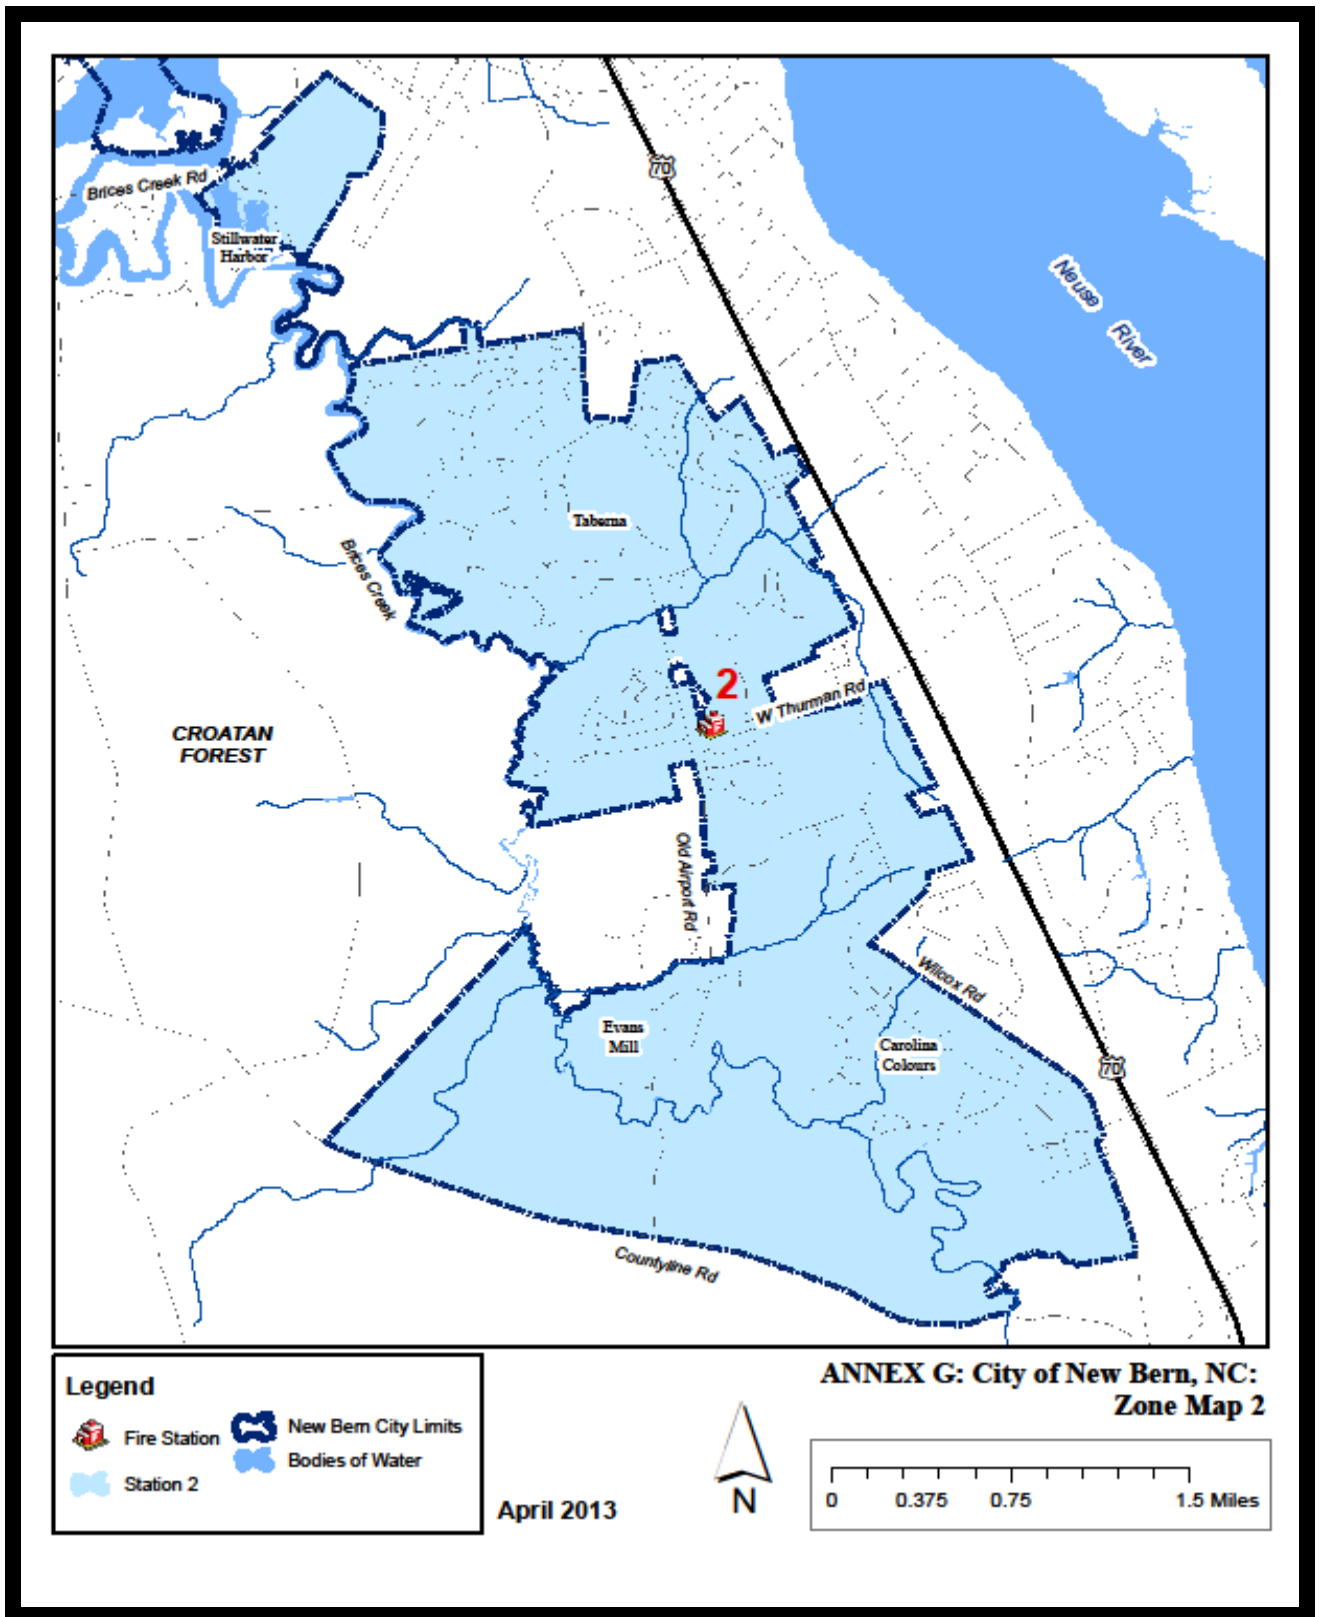 70
Brices Creek Rd
Stillwater
Harbor
Neuse River
Taberna
Brices Creek
2
W Thurman Rd
CROATAN
FOREST
Old Airport Rd
Wilcox Rd
Evans
Mill
Carolina
Colours
70
Countyline Rd
Legend
Fire Station
Station 2
New Bern City Limits
Bodies of Water
April 2013
N
ANNEX G: City of New Bern, NC:
Zone Map 2
0 0.375 0.75 1.5 Miles